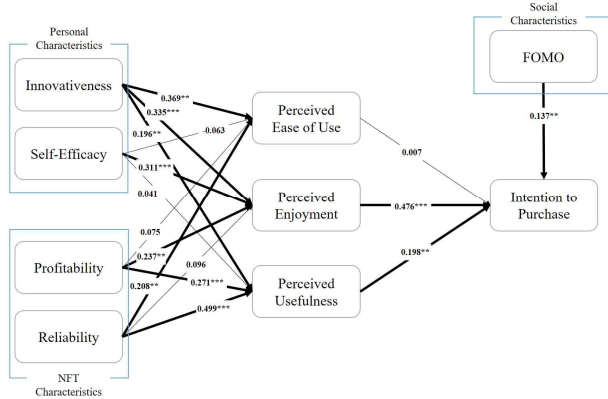 Social
Characteristics
FOMO
0.137**
Personal
Characteristics
Innovativeness
Self-Efficacy
0.369**
0.335***
0.196**
-0.063
0.311***
0.041
Perceived
Ease of Use
0.007
Perceived
Enjoyment
0.476***
Intention to
Purchase
0.075
0.237**
0.096
0.271***
0.208**
0.499***
Perceived
Usefulness
0.198**
Profitability
Reliability
NFT
Characteristics